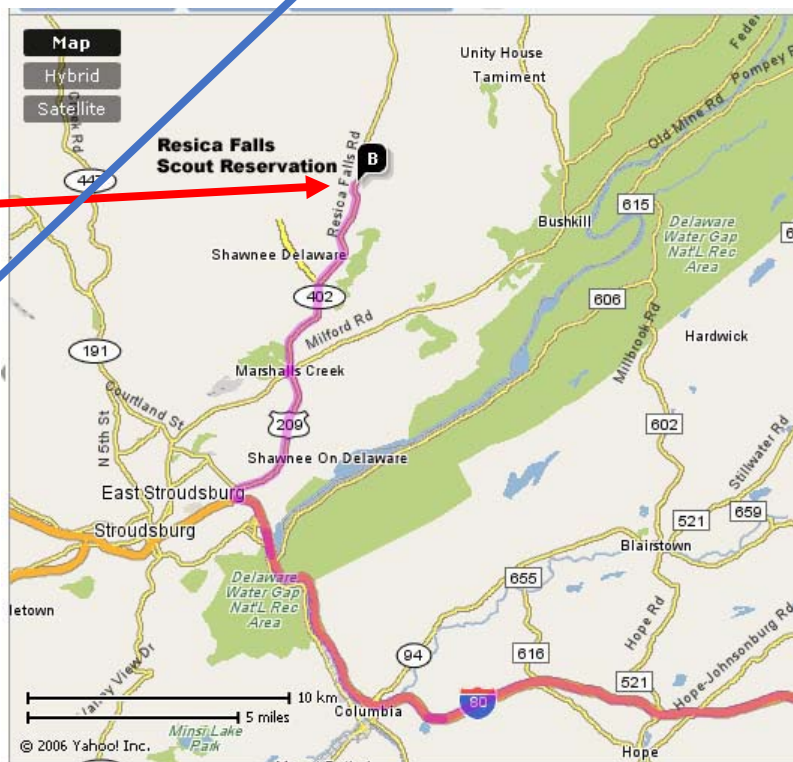 Map
Hybrid
Satellite
Unity House
Tamiment
Pompey
Old Mine Rd
Resica Falls
Scout Reservation
B
447
Resica Falls Rd
615
Bushkill
Delaware
Water Gap
Nat'L Rec
Area
Shawnee Delaware
402
606
Milford Rd
Millbrook Rd
Hardwick
191
Marshalls Creek
Courtland St
209
602
N 5th St
Shawnee On Delaware
Stillwater Rd
East Stroudsburg
521
659
Stroudsburg
Blairstown
Delaware
Water Gap
Nat'L Rec
Area
655
letown
Hope Rd
94
616
Hope-Johnsonburg Rd
521
80
10 km
5 miles
Columbia
Minsi Lake
Park
© 2006 Yahoo! Inc.
Hope